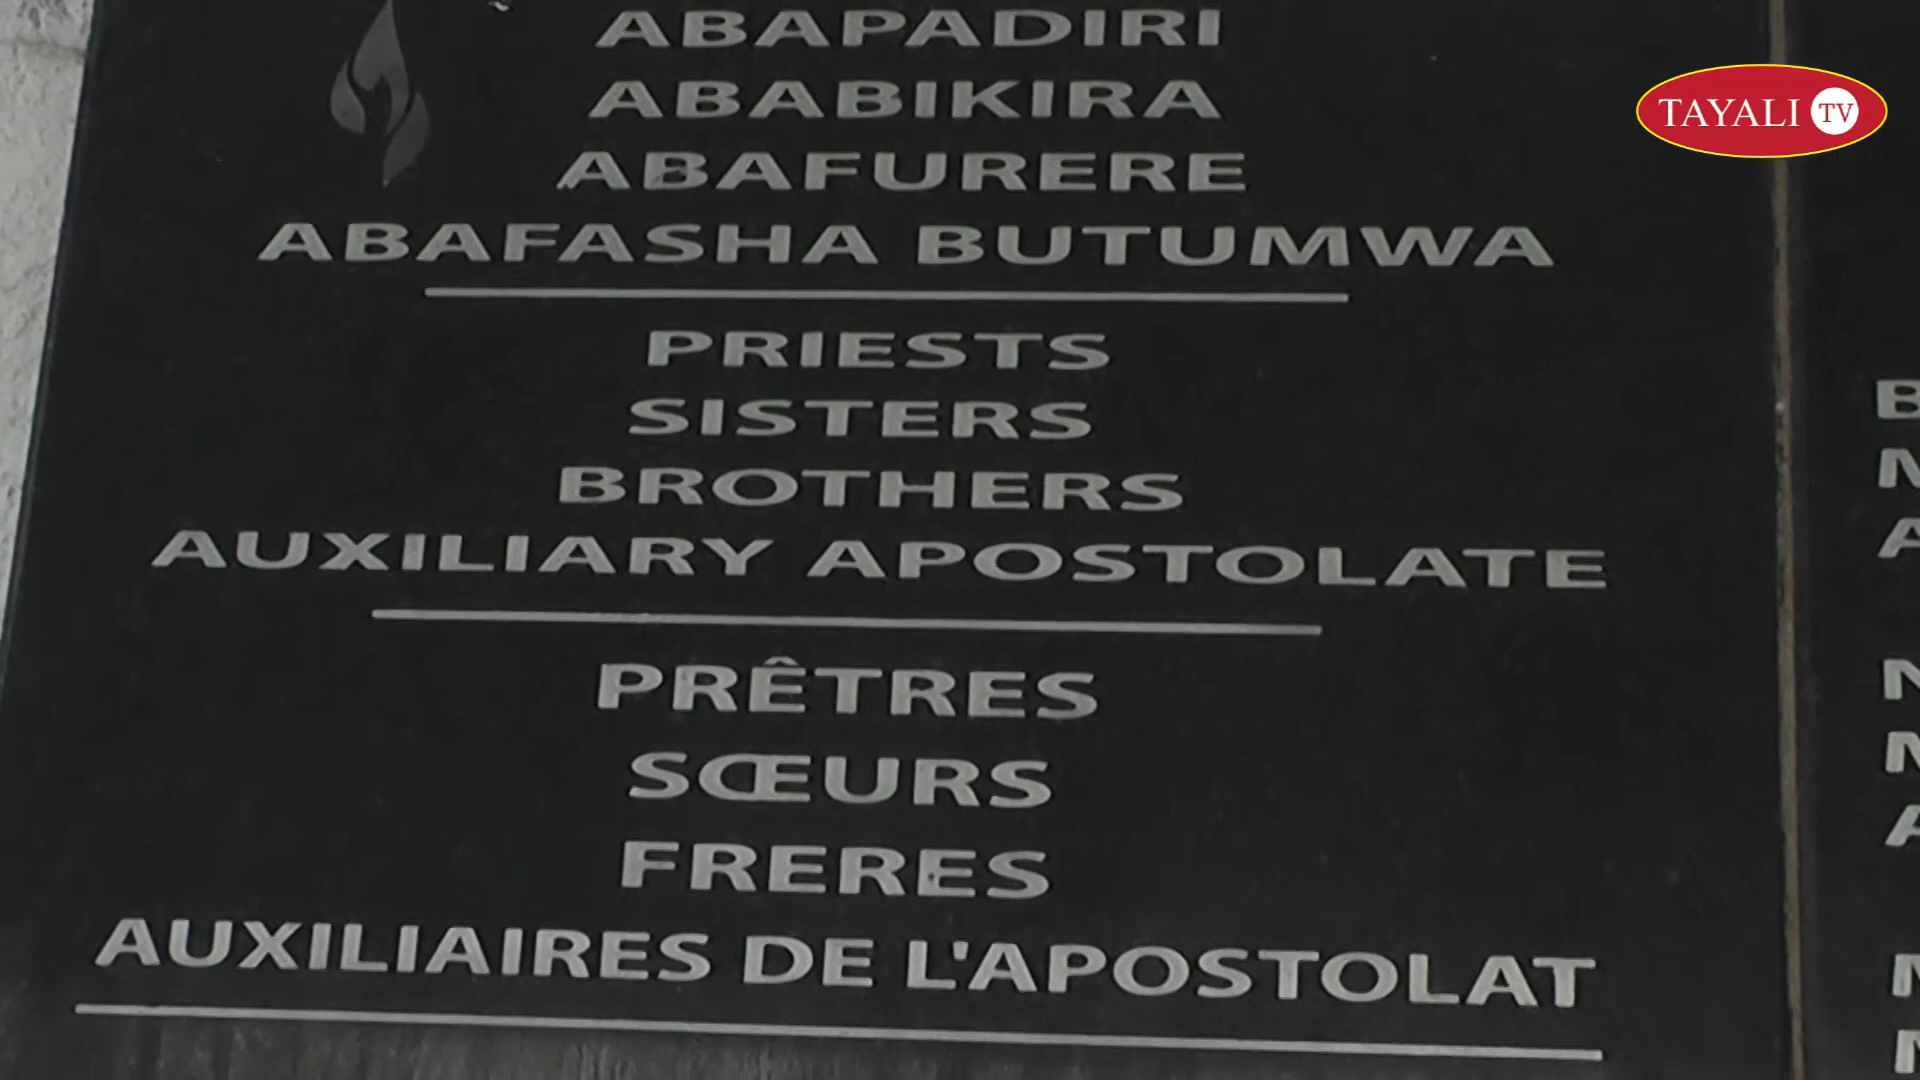 ABAPADIRI
ABABIKIRA
ABAFURERE
ABAFASHA BUTUMWA
PRIESTS
SISTERS
BROTHERS
AUXILIARY APOSTOLATE
PRÊTRES
SŒURS
FRERES
AUXILIAIRES DE L'APOSTOLAT
TAYALI TV